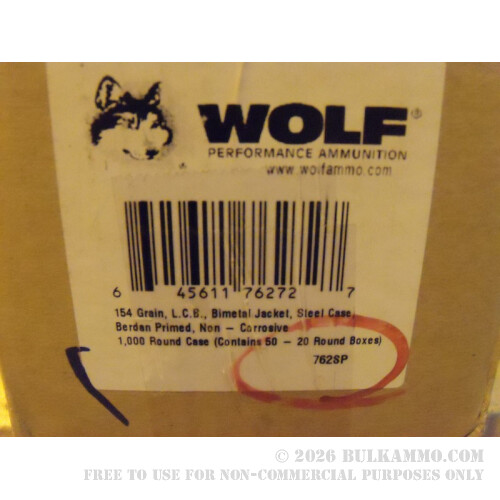 WOLF®
PERFORMANCE AMMUNITION
www.wolfammo.com
6 45611 76272 7
154 Grain, L.C.B., Bimetal Jacket, Steel Case,
Berdan Primed, Non – Corrosive
1,000 Round Case (Contains 50 – 20 Round Boxes)
762SP
© 2026 BULKAMMO.COM
FREE TO USE FOR NON-COMMERCIAL PURPOSES ONLY